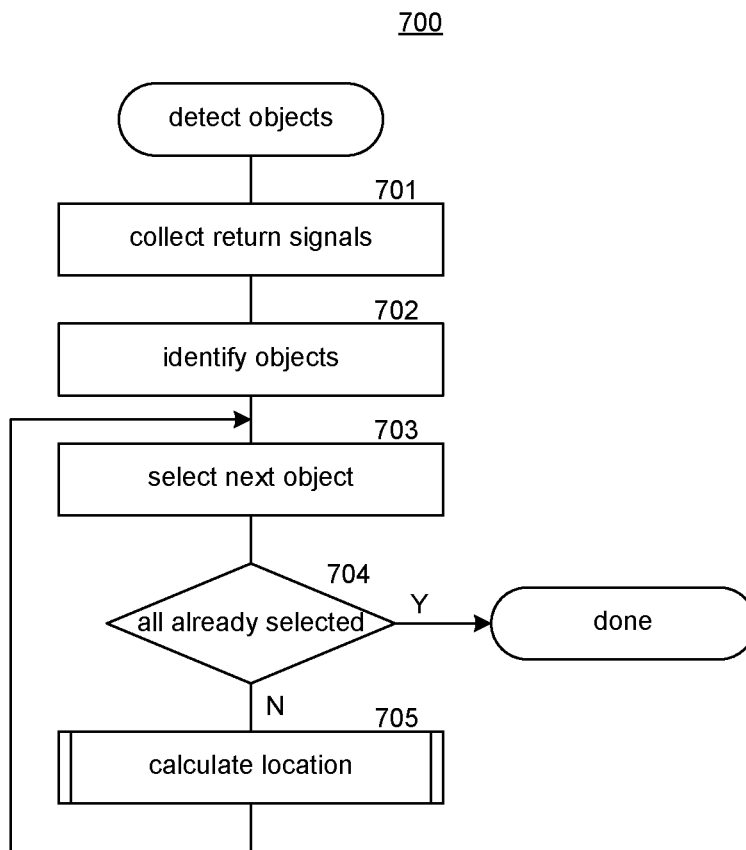 700
detect objects
701
collect return signals
702
identify objects
703
select next object
704
all already selected
Y
done
N
705
calculate location